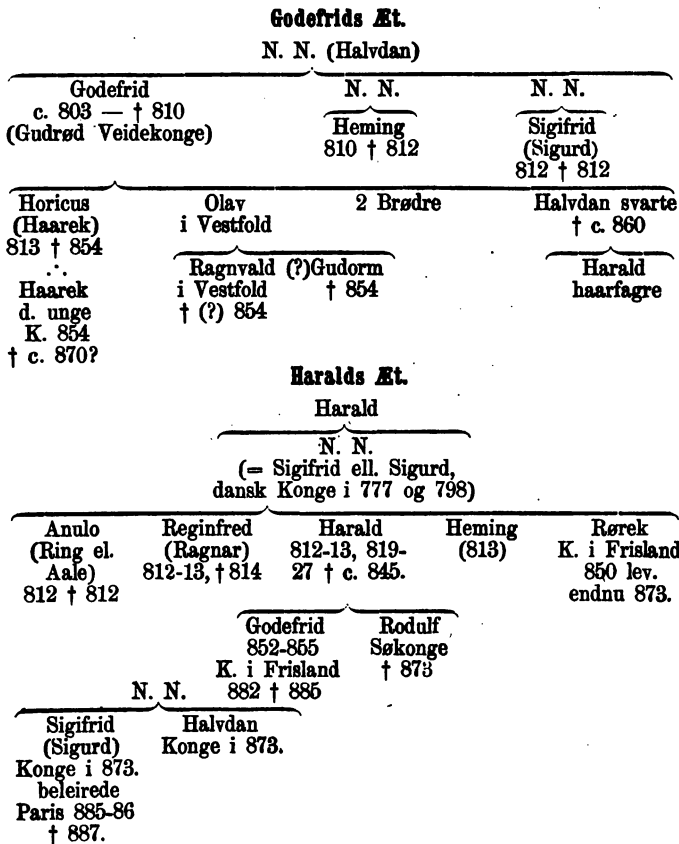 Godefrids Æt.
N. N. (Halvdan)
Godefrid
c. 803 — † 810
(Gudrød Veidekonge)
N. N.
Heming
810 † 812
N. N.
Sigifrid
(Sigurd)
812 † 812
Horicus
(Haarek)
813 † 854
∴
Haarek
d. unge
K. 854
† c. 870?
Olav
i Vestfold
Ragnvald (?)Gudorm
i Vestfold † 854
† (?) 854
2 Brødre
Halvdan svarte
† c. 860
Harald
haarfagre
Haralds Æt.
Harald
N. N.
(= Sigifrid ell. Sigurd,
dansk Konge i 777 og 798)
Anulo
(Ring el.
Aale)
812 † 812
Reginfred
(Ragnar)
812-13, † 814
Harald
812-13, 819-
27 † c. 845.
Heming
(813)
Rørek
K. i Frisland
850 lev.
endnu 873.
Godefrid
852-855
K. i Frisland
882 † 885
Rodulf
Søkonge
† 873
N. N.
Sigifrid
(Sigurd)
Konge i 873.
beleirede
Paris 885-86
† 887.
Halvdan
Konge i 873.